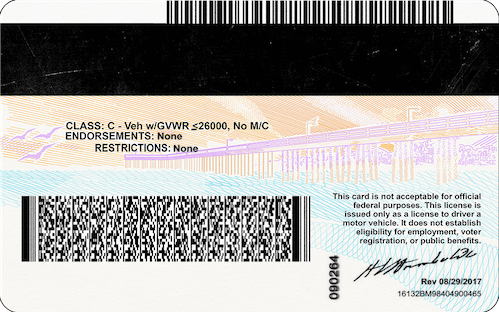 CLASS: C - Veh w/GVWR ≤26000, No M/C
ENDORSEMENTS: None
RESTRICTIONS: None
This card is not acceptable for official
federal purposes. This license is
issued only as a license to driver a
motor vehicle. It does not establish
eligibility for employment, voter
registration, or public benefits.
090264
Rev 08/29/2017
16132BM98404900465